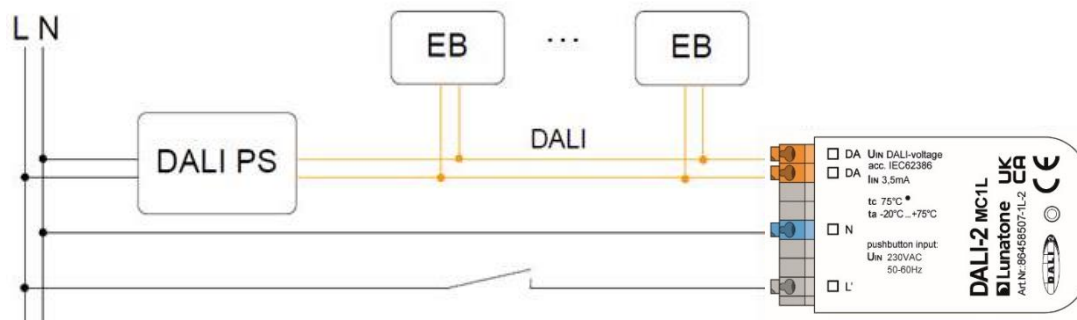 L N
EB
...
EB
DALI PS
DALI
DA UIN DALI-voltage
acc. IEC62386
DA IIN 3,5mA
tc 75°C
ta -20°C...+75°C
N
pushbutton input:
UIN 230VAC
50-60Hz
L'
DALI-2 MC1L
Lunatone
Art.Nr.:86458507-1L-2
UK
CA
CE
DALI 2